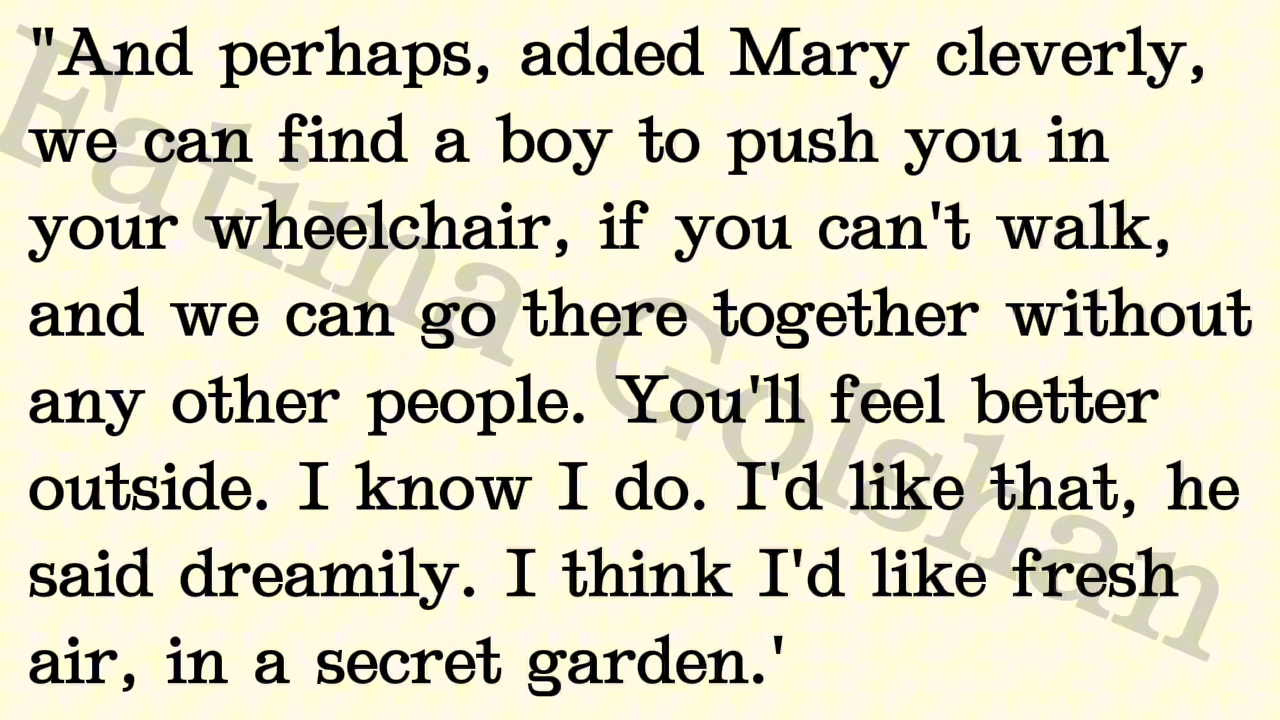 "And perhaps, added Mary cleverly,
we can find a boy to push you in
your wheelchair, if you can't walk,
and we can go there together without
any other people. You'll feel better
outside. I know I do. I'd like that, he
said dreamily. I think I'd like fresh
air, in a secret garden.'
Fatima Golshan